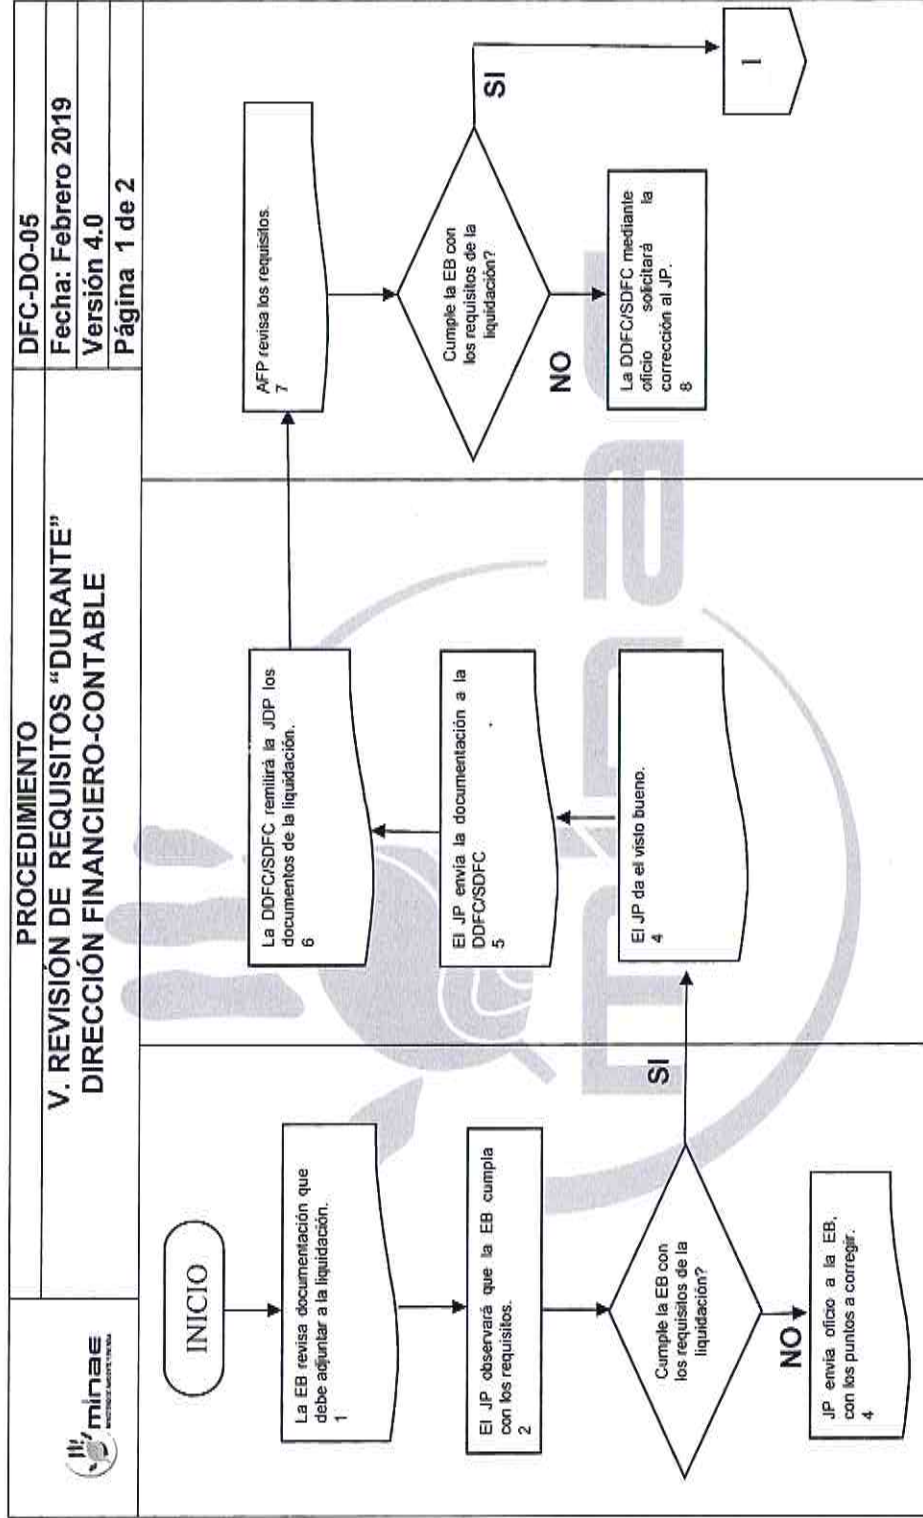 minae
PROCEDIMIENTO
V. REVISIÓN DE REQUISITOS “DURANTE”
DIRECCIÓN FINANCIERO-CONTABLE
DFC-DO-05
Fecha: Febrero 2019
Versión 4.0
Página 1 de 2
INICIO
La EB revisa documentación que
debe adjuntar a la liquidación.
1
El JP observará que la EB cumpla
con los requisitos.
2
Cumple la EB con
los requisitos de la
liquidación?
NO
JP envía oficio a la EB,
con los puntos a corregir.
4
SI
El JP da el visto bueno.
4
El JP envía la documentación a la
DDFC/SDFC
5
La DDFC/SDFC remitirá la JDP los
documentos de la liquidación.
6
AFP revisa los requisitos.
7
Cumple la EB con
los requisitos de la
liquidación?
NO
La DDFC/SDFC mediante
oficio solicitará la
corrección al JP.
8
SI
1